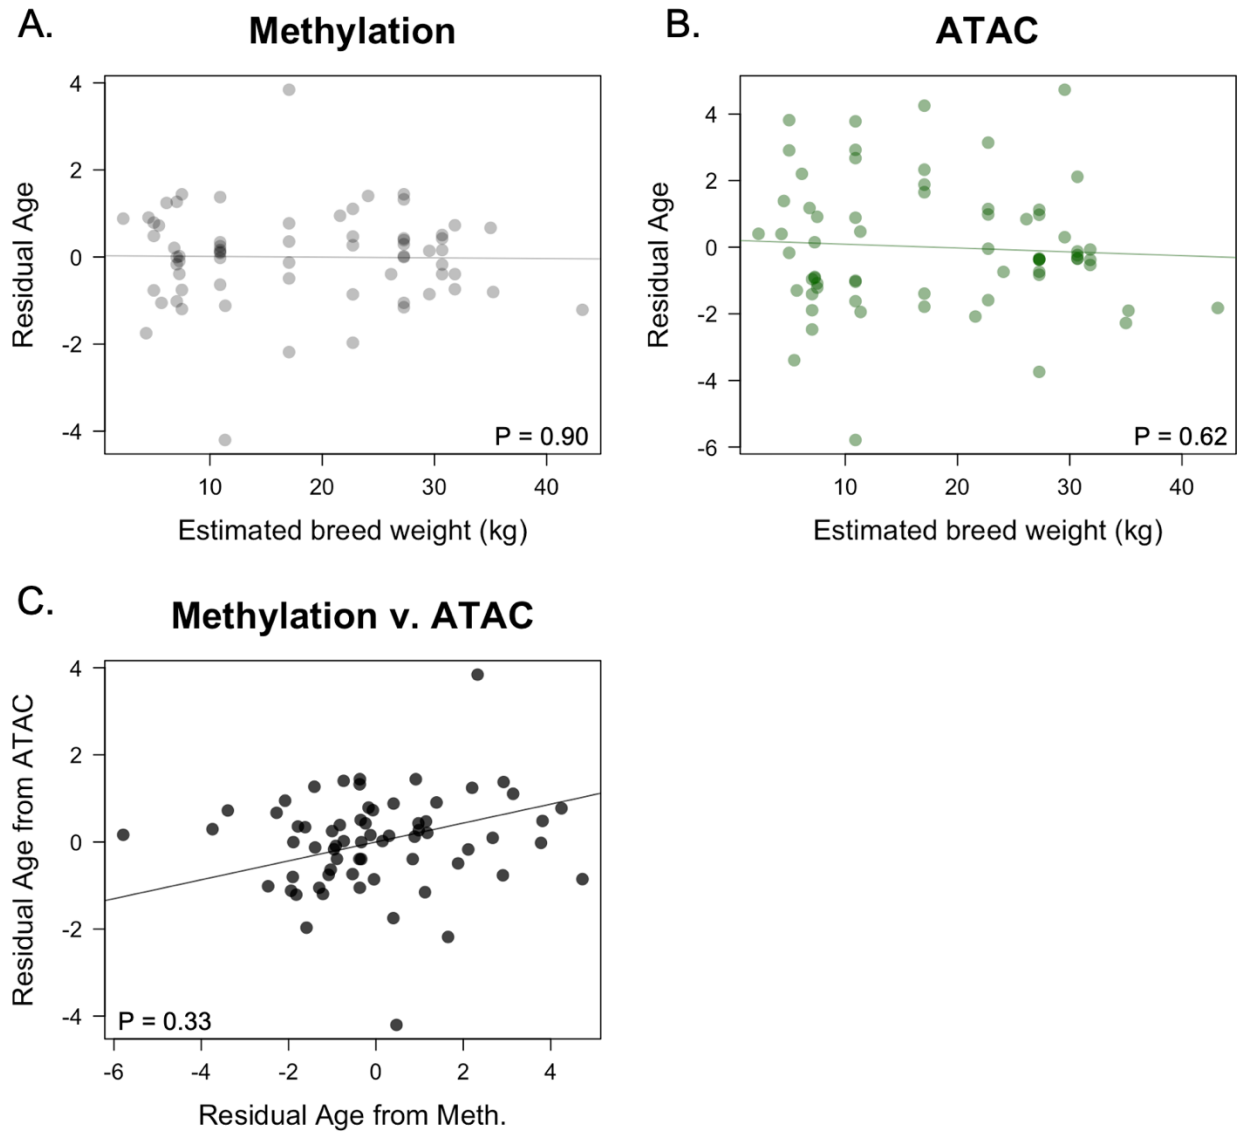 A.
Methylation
4
2
0
-2
-4
Residual Age
P = 0.90
10 20 30 40
Estimated breed weight (kg)
B.
ATAC
4
2
0
-2
-4
-6
Residual Age
P = 0.62
10 20 30 40
Estimated breed weight (kg)
C.
Methylation v. ATAC
4
2
0
-2
-4
Residual Age from ATAC
P = 0.33
-6 -4 -2 0 2 4
Residual Age from Meth.